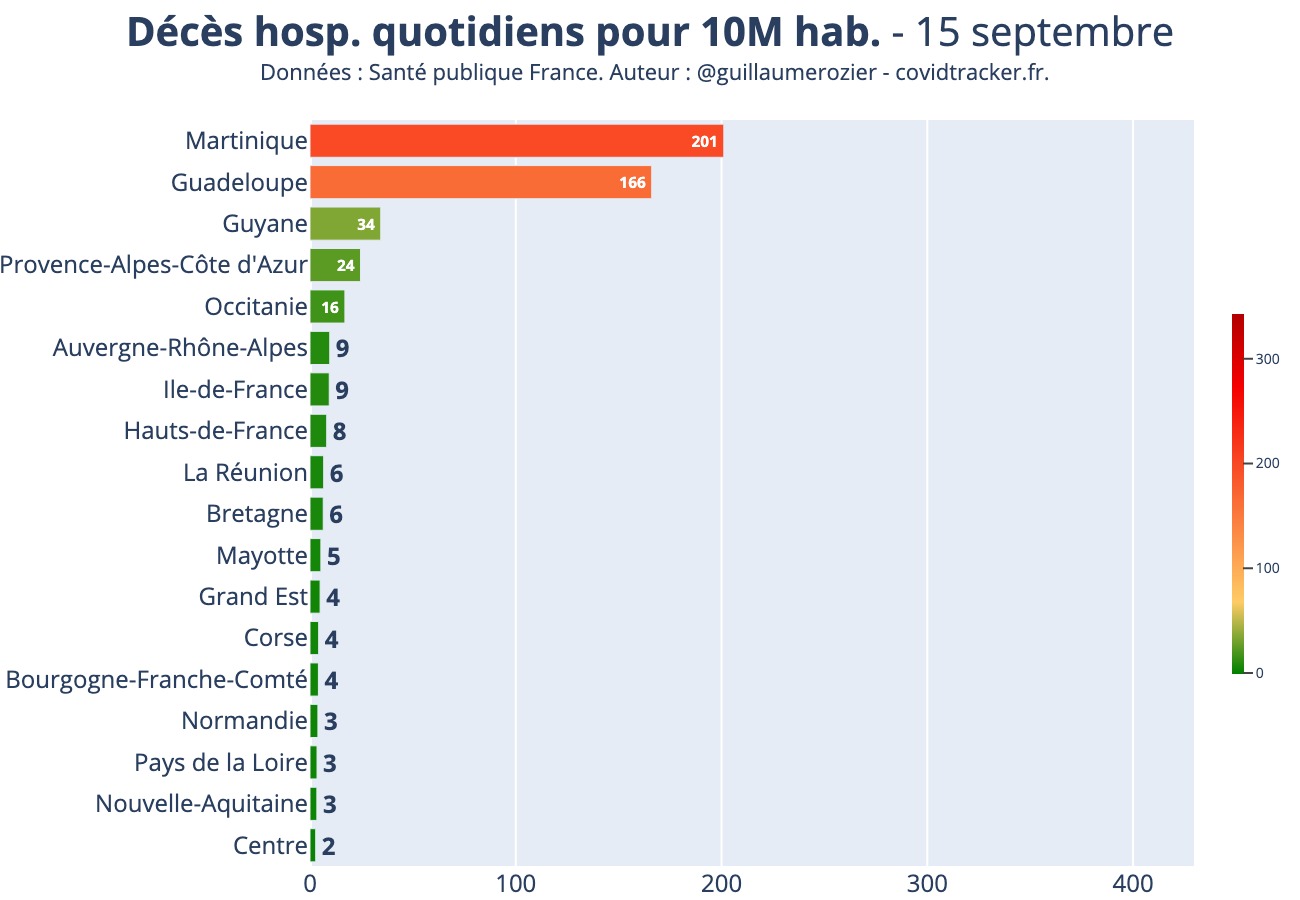 Décès hosp. quotidiens pour 10M hab. - 15 septembre
Données : Santé publique France. Auteur : @guillaumerozier - covidtracker.fr.
Martinique 201
Guadeloupe 166
Guyane 34
Provence-Alpes-Côte d'Azur 24
Occitanie 16
Auvergne-Rhône-Alpes 9
Ile-de-France 9
Hauts-de-France 8
La Réunion 6
Bretagne 6
Mayotte 5
Grand Est 4
Corse 4
Bourgogne-Franche-Comté 4
Normandie 3
Pays de la Loire 3
Nouvelle-Aquitaine 3
Centre 2
0 100 200 300 400
300
200
100
0